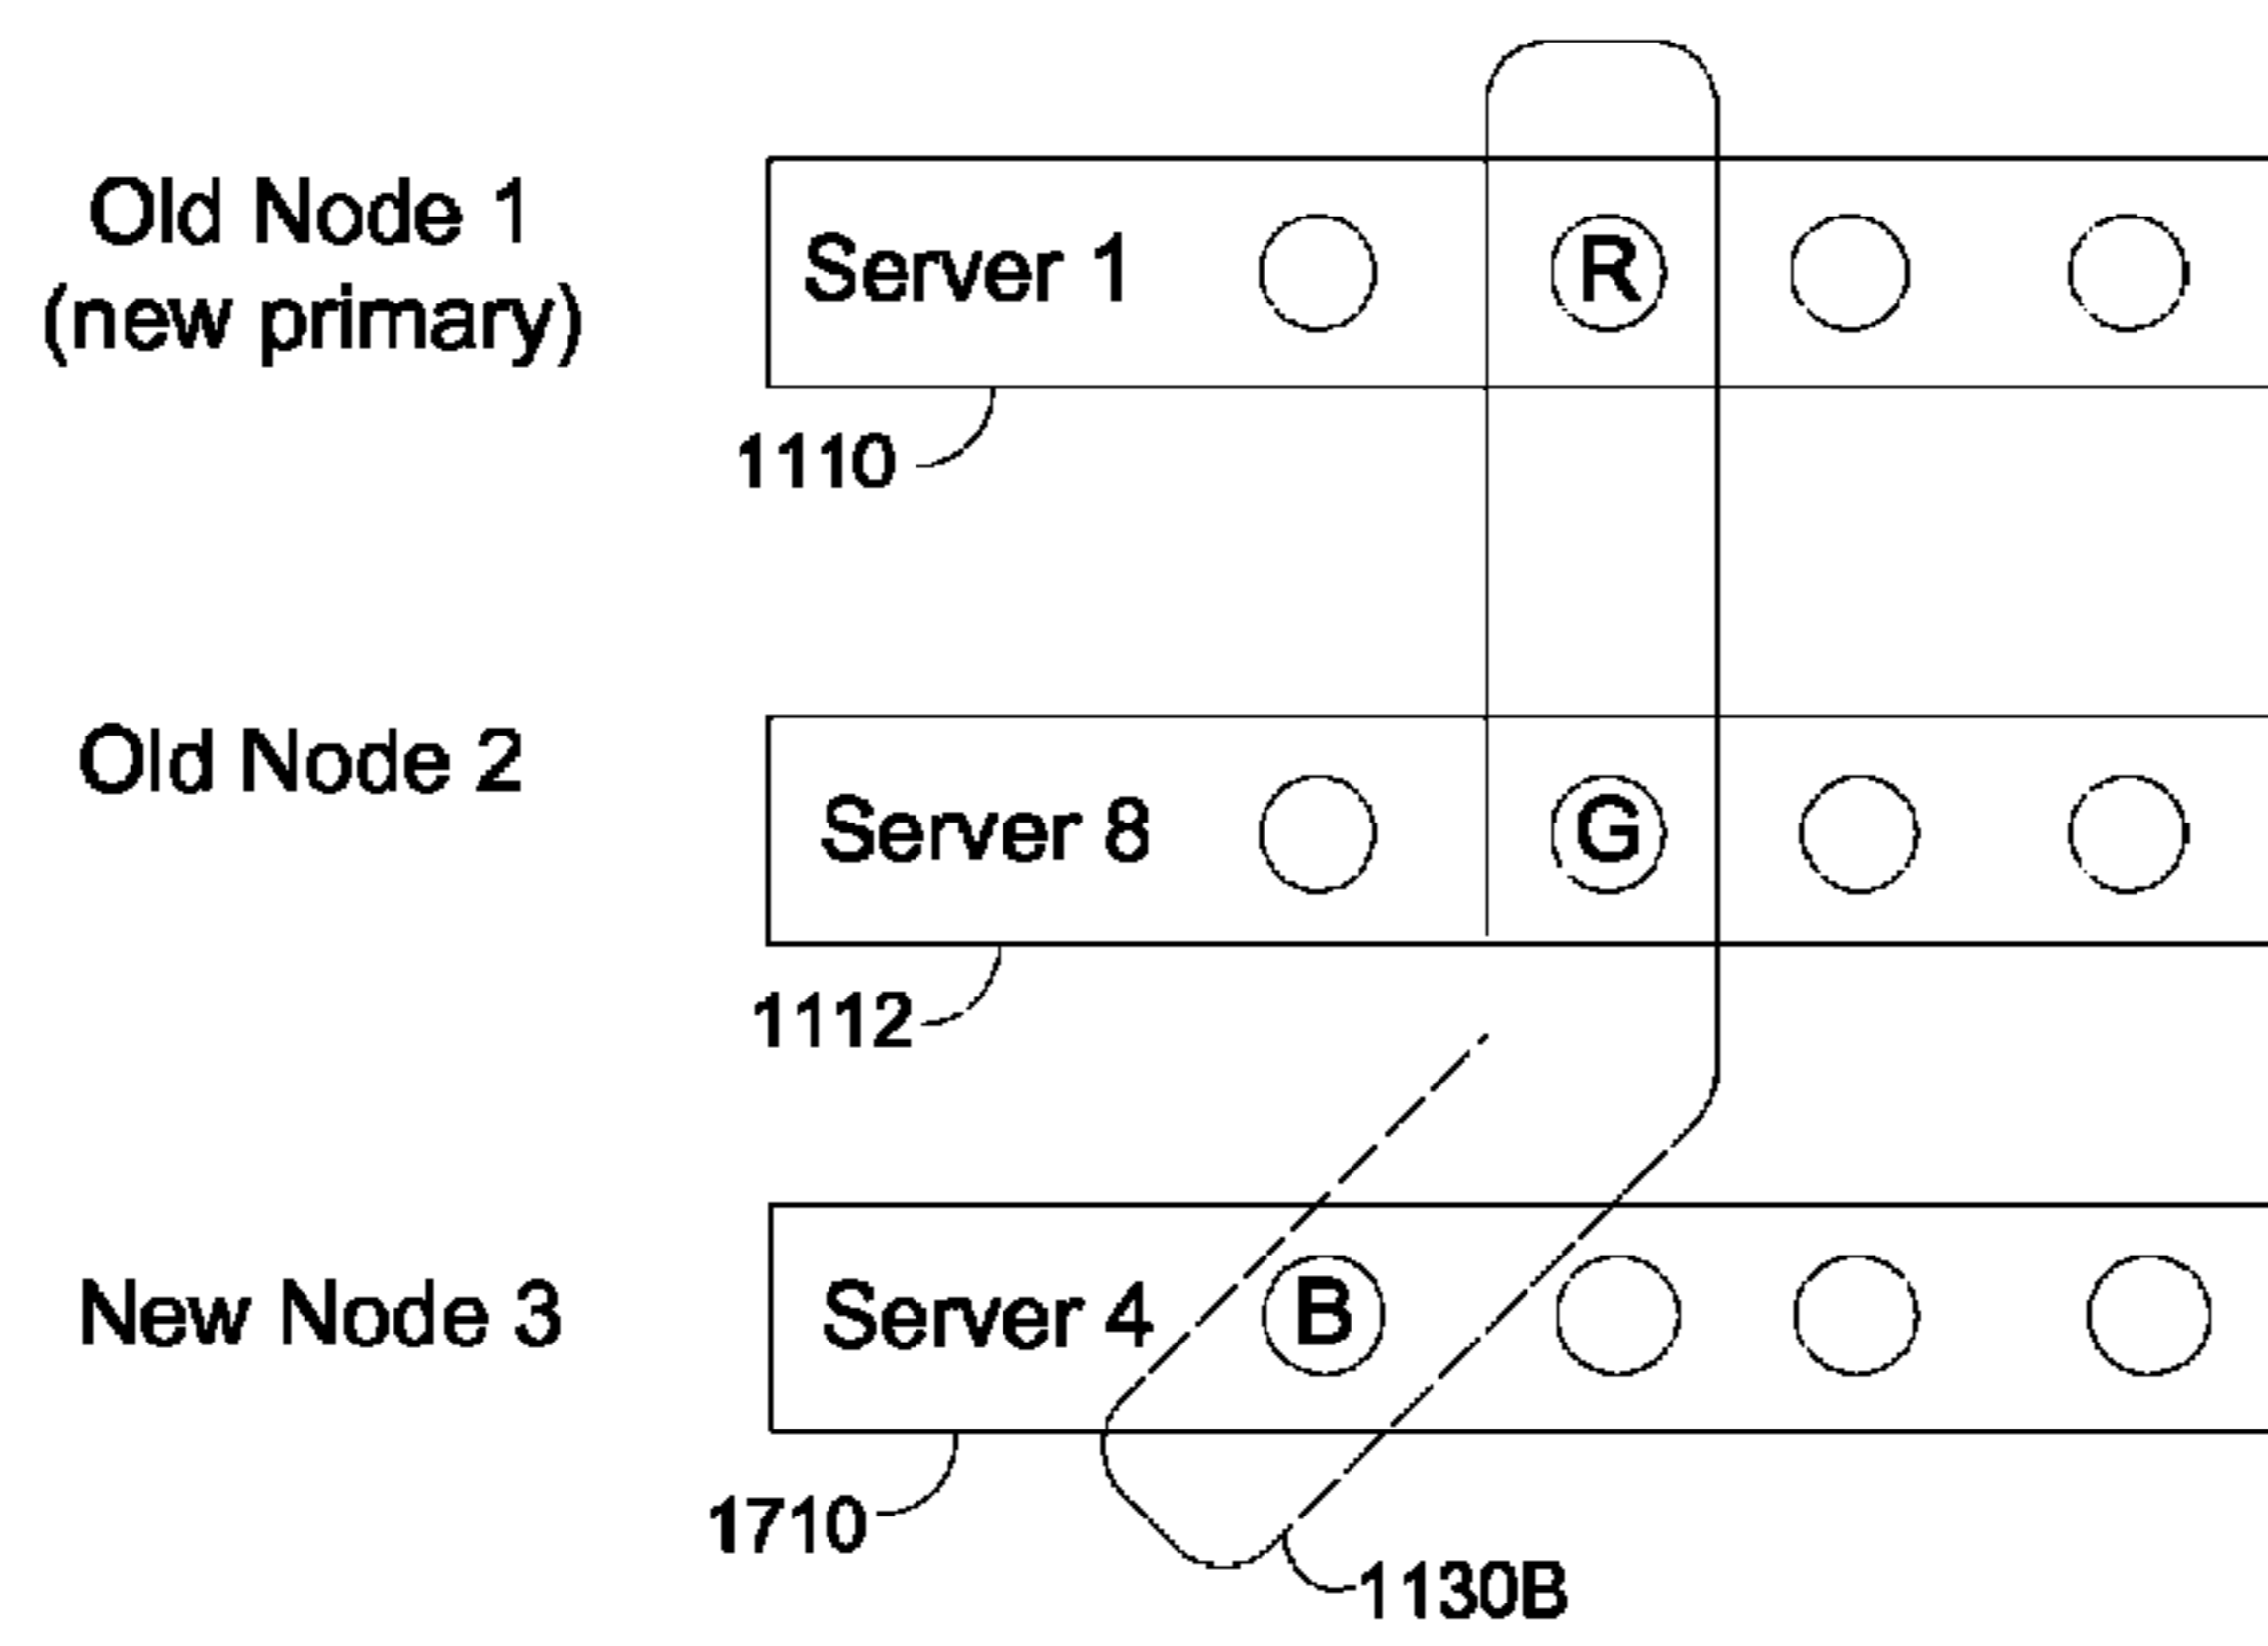 Old Node 1
(new primary)
Server 1
R
1110
Old Node 2
Server 8
G
1112
New Node 3
Server 4
B
1710
1130B